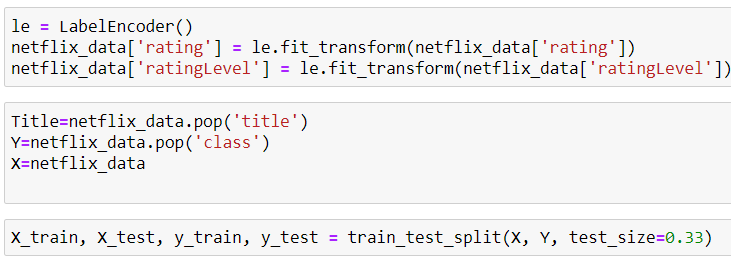 le = LabelEncoder()
netflix_data['rating'] = le.fit_transform(netflix_data['rating'])
netflix_data['ratingLevel'] = le.fit_transform(netflix_data['ratingLevel'])
Title=netflix_data.pop('title')
Y=netflix_data.pop('class')
X=netflix_data
X_train, X_test, y_train, y_test = train_test_split(X, Y, test_size=0.33)